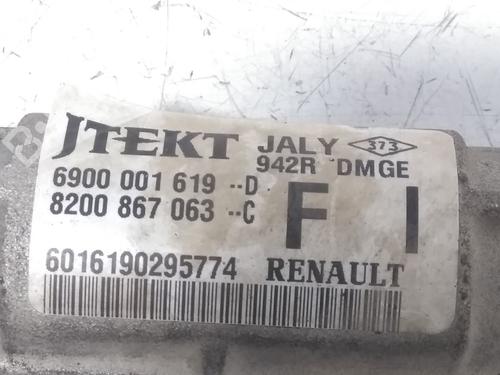 JTEKT JALY 373
942R DMGE
6900 001 619 --D
8200 867 063 --C
F I
6016190295774 RENAULT